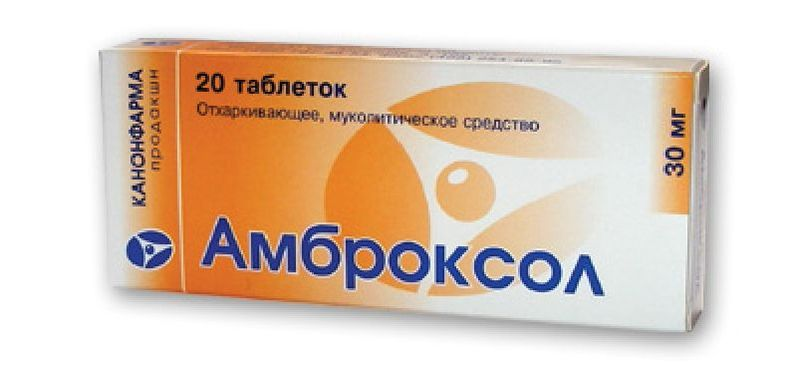 КАНОНФАРМА
продакшн
20 таблеток
Отхаркивающее, муколитическое средство
30 мг
Амброксол